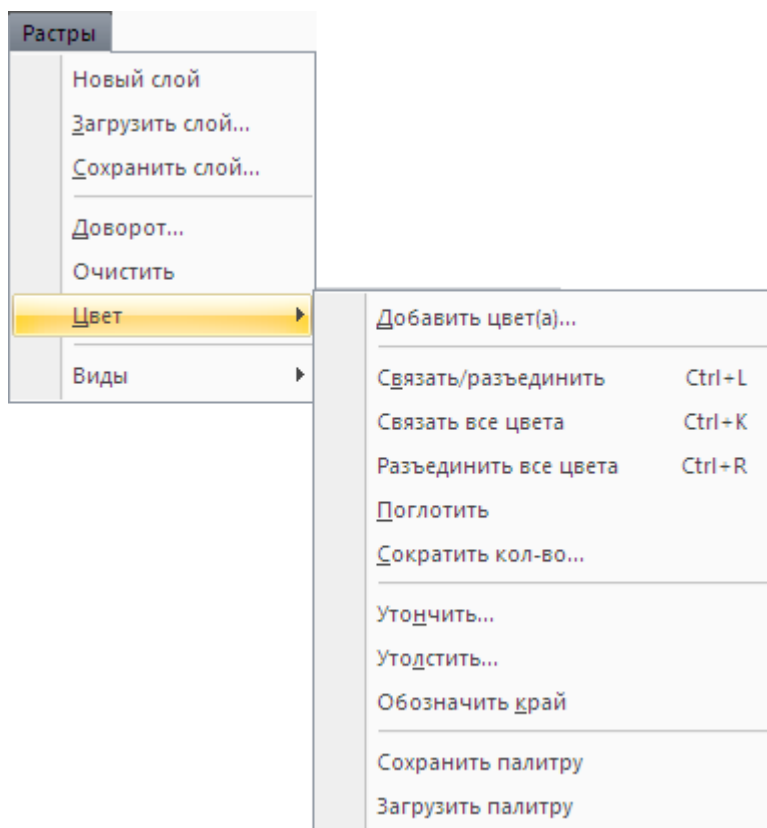 Растры
Новый слой
Загрузить слой...
Сохранить слой...
Доворот...
Очистить
Цвет
Виды
Добавить цвет(а)...
Связать/разъединить Ctrl+L
Связать все цвета Ctrl+K
Разъединить все цвета Ctrl+R
Поглотить
Сократить кол-во...
Утончить...
Утолстить...
Обозначить край
Сохранить палитру
Загрузить палитру